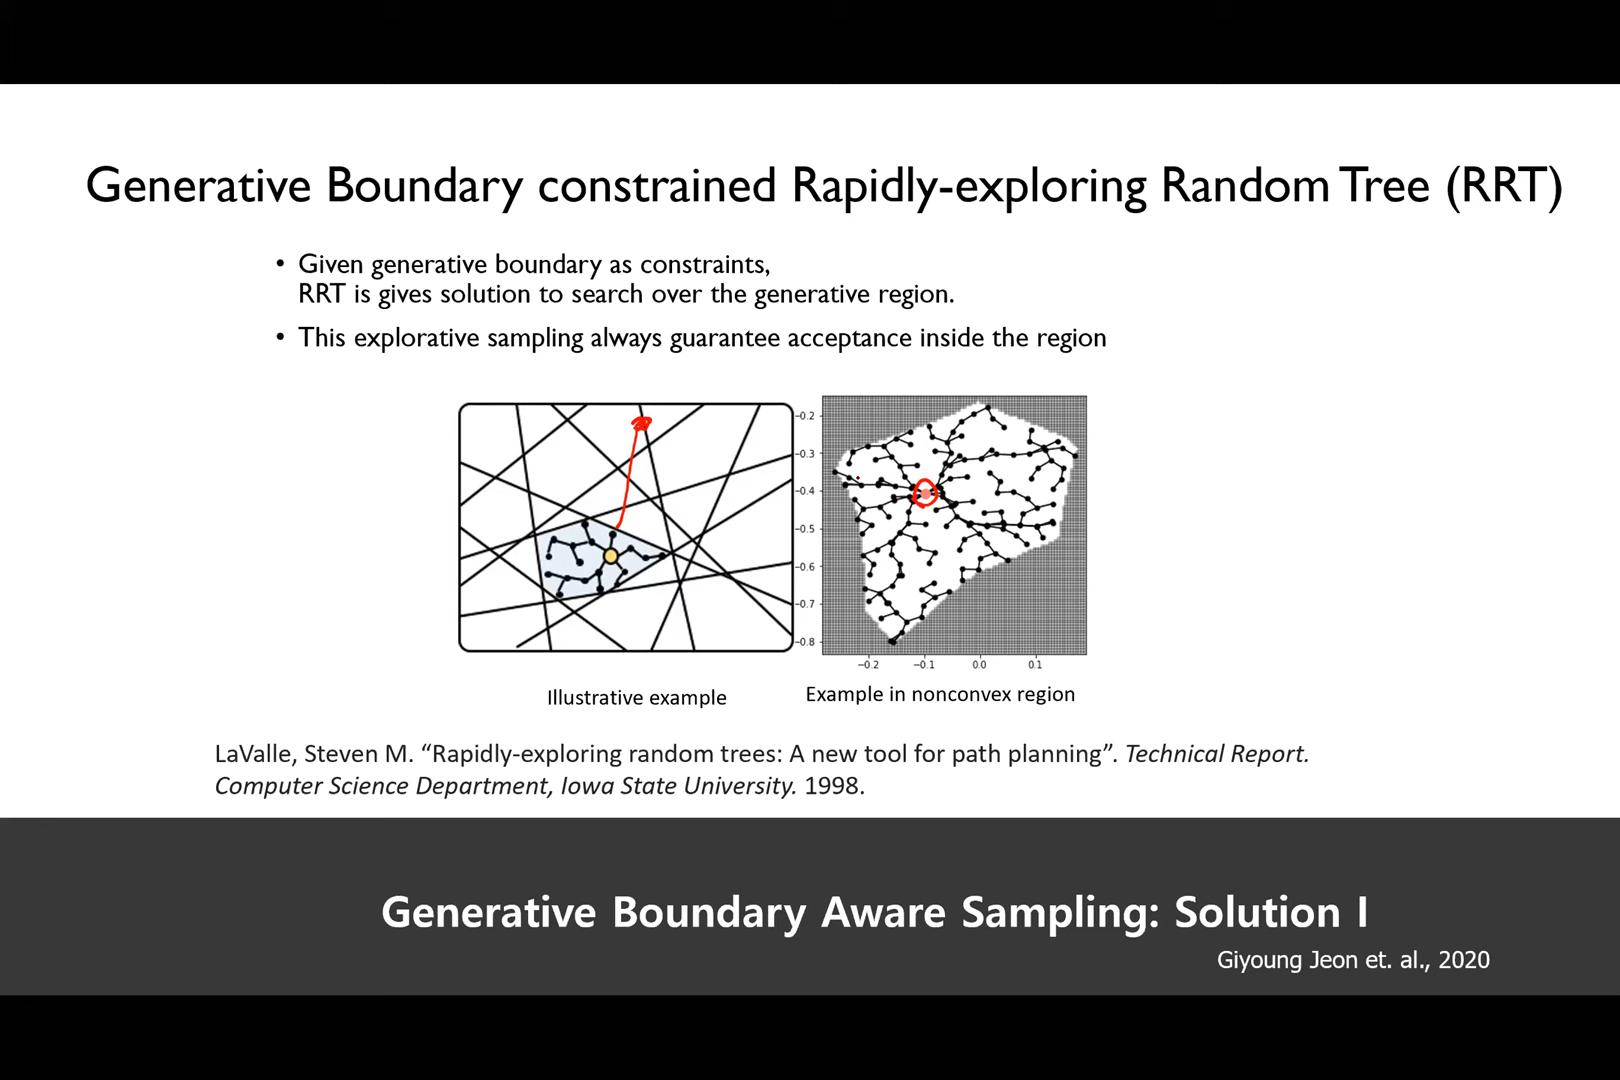 Generative Boundary constrained Rapidly-exploring Random Tree (RRT)
• Given generative boundary as constraints,
RRT is gives solution to search over the generative region.
• This explorative sampling always guarantee acceptance inside the region
−0.2
−0.3
−0.4
−0.5
−0.6
−0.7
−0.8
−0.2 −0.1 0.0 0.1
Illustrative example
Example in nonconvex region
LaValle, Steven M. “Rapidly-exploring random trees: A new tool for path planning”. Technical Report.
Computer Science Department, Iowa State University. 1998.
Generative Boundary Aware Sampling: Solution I
Giyoung Jeon et. al., 2020